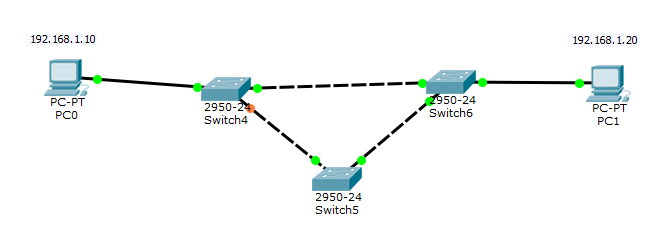 192.168.1.10
PC-PT
PC0
2950-24
Switch4
2950-24
Switch5
2950-24
Switch6
192.168.1.20
PC-PT
PC1